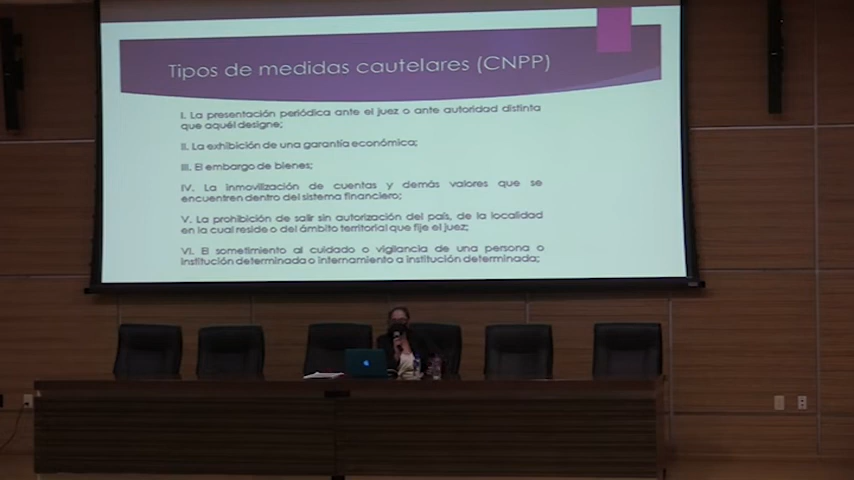 Tipos de medidas cautelares (CNPP)
I. La presentación periódica ante el juez o ante autoridad distinta
que aquél designe;
II. La exhibición de una garantía económica;
III. El embargo de bienes;
IV. La inmovilización de cuentas y demás valores que se
encuentren dentro del sistema financiero;
V. La prohibición de salir sin autorización del país, de la localidad
en la cual reside o del ámbito territorial que fije el juez;
VI. El sometimiento al cuidado o vigilancia de una persona o
institución determinada o internamiento a institución determinada;